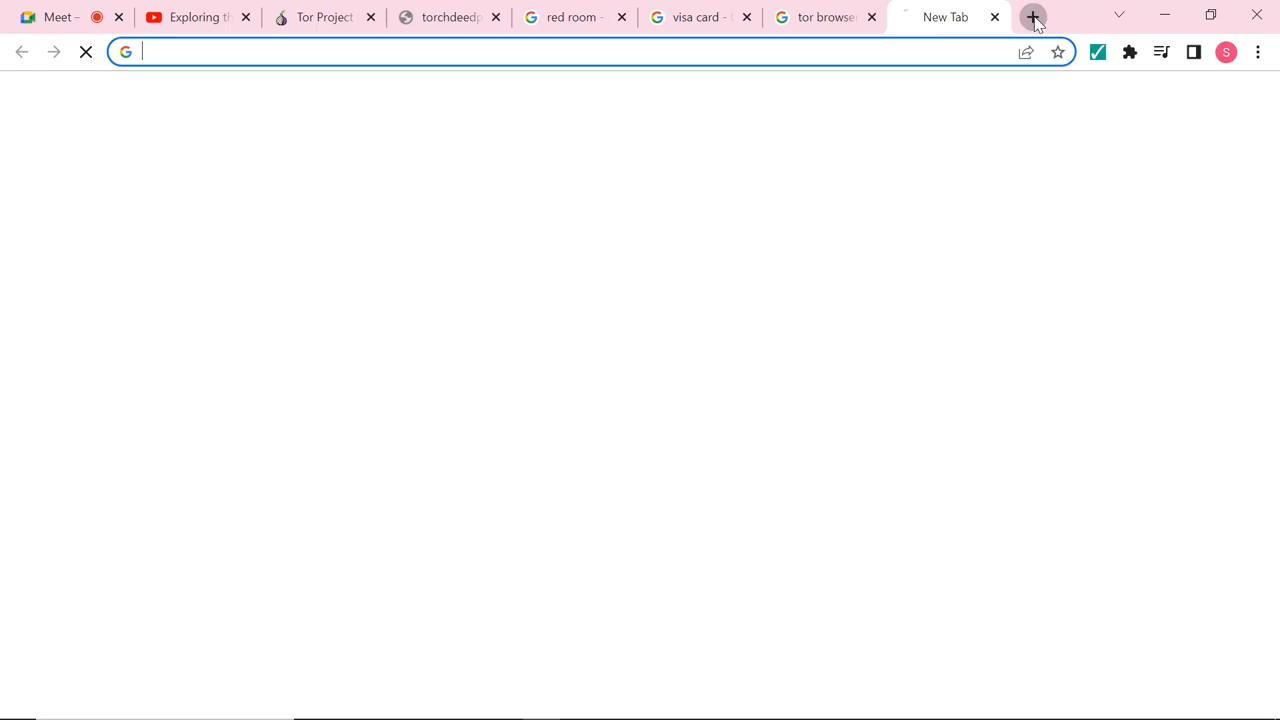 Meet –
Exploring th
Tor Project
torchdeedp
red room -
visa card -
tor browser
New Tab
S